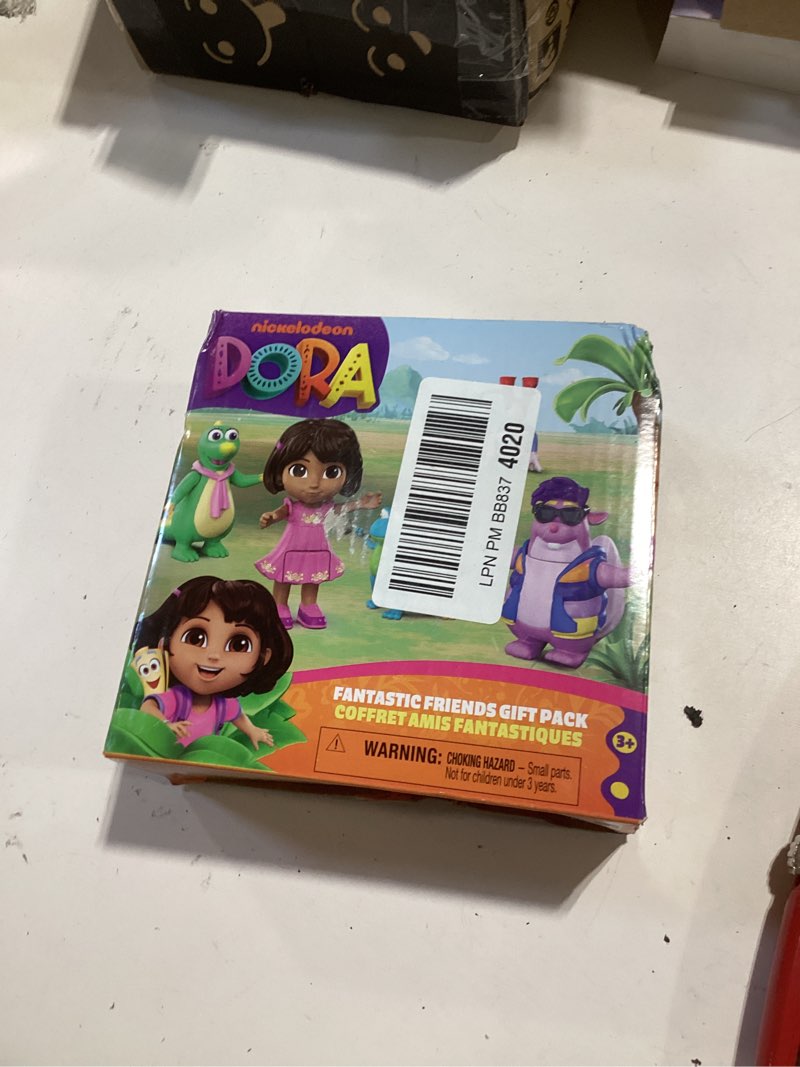 nickelodeon
DORA
LPN PM BB837 4020
FANTASTIC FRIENDS GIFT PACK
COFFRET AMIS FANTASTIQUES
3+
WARNING: CHOKING HAZARD – Small parts.
Not for children under 3 years.